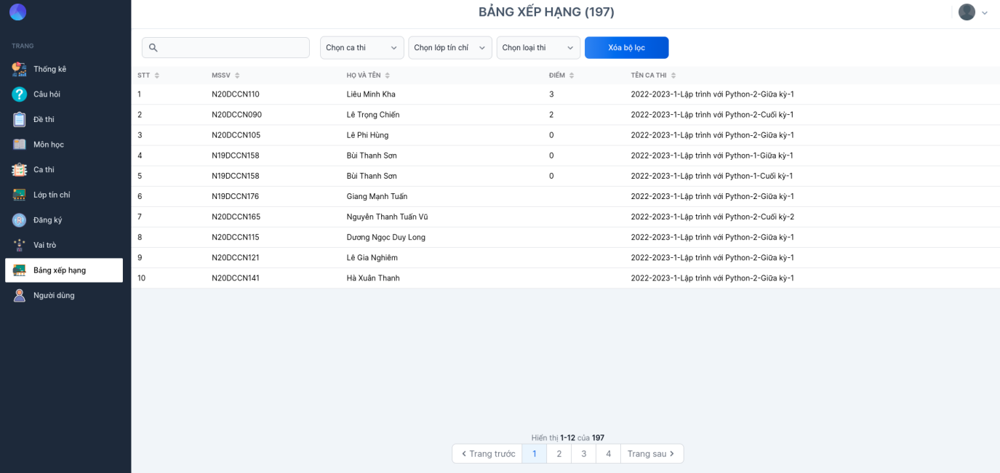 BẢNG XẾP HẠNG (197)
TRANG
Thống kê
Câu hỏi
Đề thi
Môn học
Ca thi
Lớp tín chỉ
Đăng ký
Vai trò
Bảng xếp hạng
Người dùng
Chọn ca thi Chọn lớp tín chỉ Chọn loại thi Xóa bộ lọc
STT MSSV HỌ VÀ TÊN ĐIỂM TÊN CA THI
1 N20DCCN110 Liêu Minh Kha 3 2022-2023-1-Lập trình với Python-2-Giữa kỳ-1
2 N20DCCN090 Lê Trọng Chiến 2 2022-2023-1-Lập trình với Python-2-Cuối kỳ-1
3 N20DCCN105 Lê Phi Hùng 0 2022-2023-1-Lập trình với Python-2-Giữa kỳ-1
4 N19DCCN158 Bùi Thanh Sơn 0 2022-2023-1-Lập trình với Python-1-Giữa kỳ-1
5 N19DCCN158 Bùi Thanh Sơn 0 2022-2023-1-Lập trình với Python-1-Cuối kỳ-1
6 N19DCCN176 Giang Mạnh Tuấn 2022-2023-1-Lập trình với Python-2-Giữa kỳ-1
7 N20DCCN165 Nguyễn Thanh Tuấn Vũ 2022-2023-1-Lập trình với Python-2-Cuối kỳ-2
8 N20DCCN115 Dương Ngọc Duy Long 2022-2023-1-Lập trình với Python-2-Giữa kỳ-1
9 N20DCCN121 Lê Gia Nghiêm 2022-2023-1-Lập trình với Python-2-Giữa kỳ-1
10 N20DCCN141 Hà Xuân Thanh 2022-2023-1-Lập trình với Python-2-Giữa kỳ-1
Hiển thị 1-12 của 197
Trang trước 1 2 3 4 Trang sau